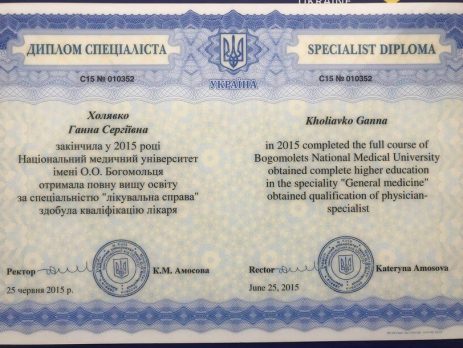 UKRAINE
ДИПЛОМ СПЕЦІАЛІСТА
SPECIALIST DIPLOMA
С15 № 010352
C15 № 010352
УКРАЇНА
Холявко
Ганна Сергіївна
закінчила у 2015 році
Національний медичний університет
імені О.О. Богомольця
отримала повну вищу освіту
за спеціальністю "лікувальна справа"
здобула кваліфікацію лікаря
Ректор
К.М. Амосова
25 червня 2015 р.
Kholiavko Ganna
in 2015 completed the full course of
Bogomolets National Medical University
obtained complete higher education
in the speciality "General medicine"
obtained qualification of physician-
specialist
Rector
Kateryna Amosova
June 25, 2015